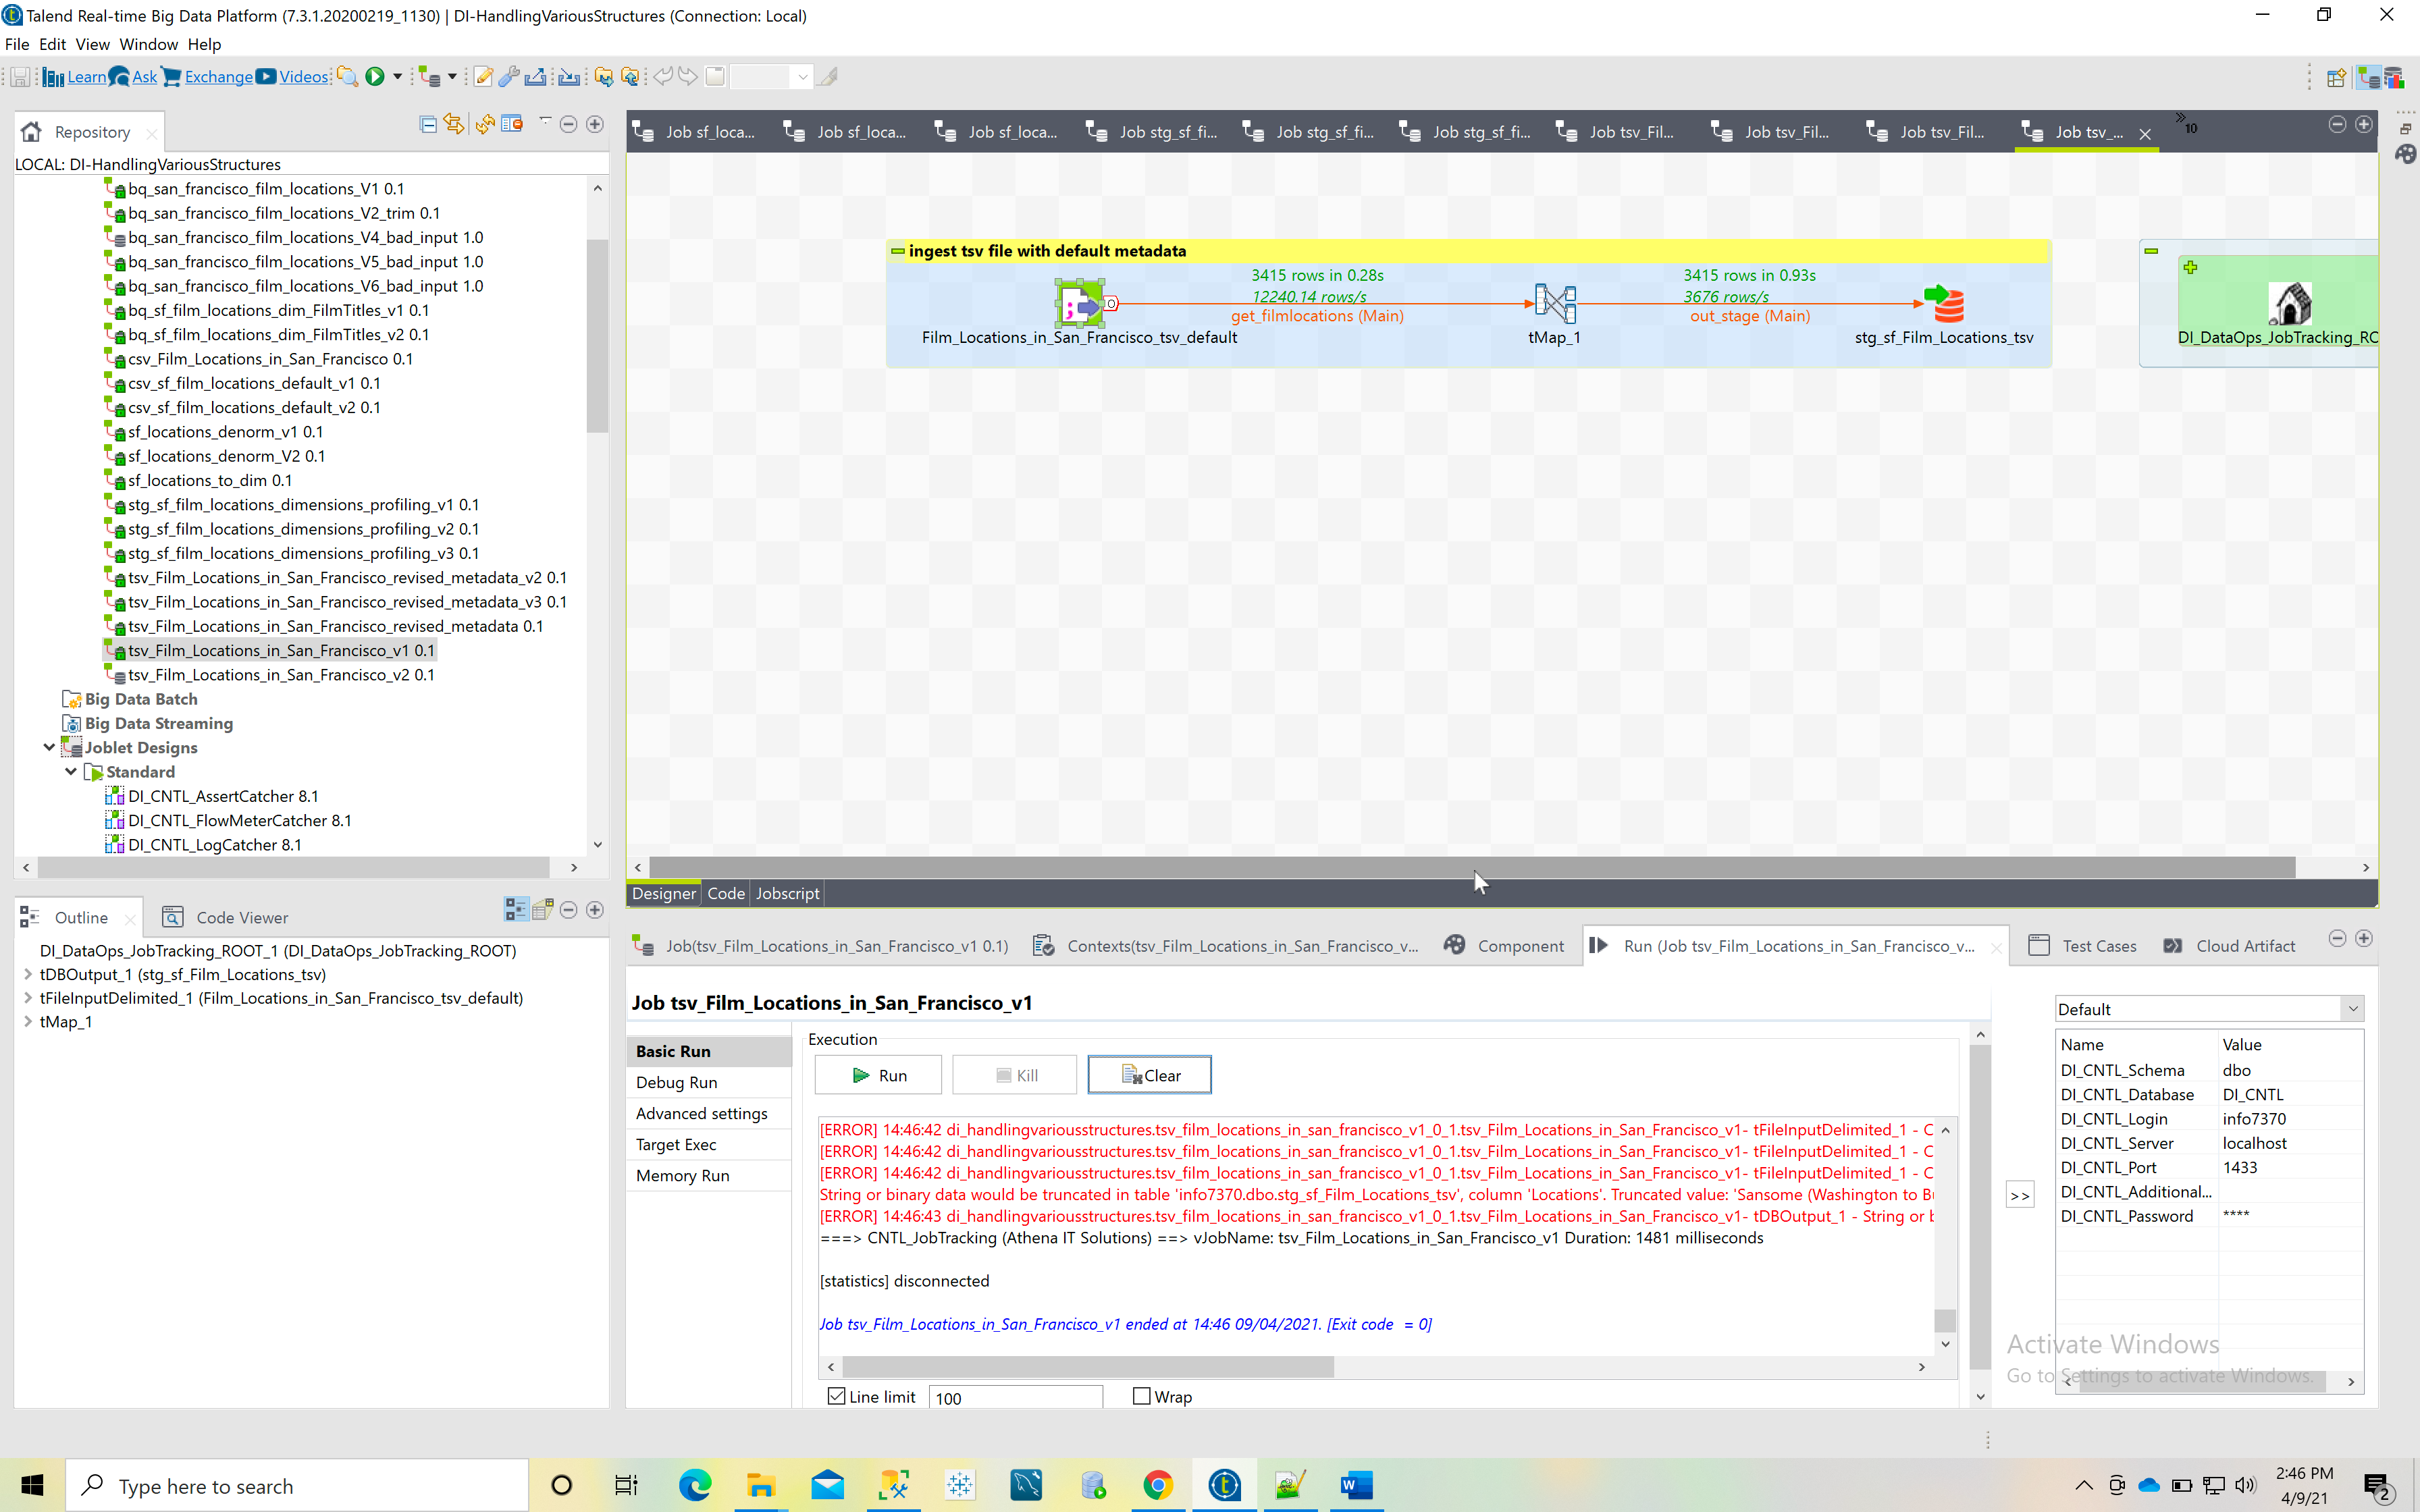 Talend Real-time Big Data Platform (7.3.1.20200219_1130) | DI-HandlingVariousStructures (Connection: Local)
File Edit View Window Help
Learn Ask Exchange Videos
Repository
LOCAL: DI-HandlingVariousStructures
bq_san_francisco_film_locations_V1 0.1
bq_san_francisco_film_locations_V2_trim 0.1
bq_san_francisco_film_locations_V4_bad_input 1.0
bq_san_francisco_film_locations_V5_bad_input 1.0
bq_san_francisco_film_locations_V6_bad_input 1.0
bq_sf_film_locations_dim_FilmTitles_v1 0.1
bq_sf_film_locations_dim_FilmTitles_v2 0.1
csv_Film_Locations_in_San_Francisco 0.1
csv_sf_film_locations_default_v1 0.1
csv_sf_film_locations_default_v2 0.1
sf_locations_denorm_v1 0.1
sf_locations_denorm_V2 0.1
sf_locations_to_dim 0.1
stg_sf_film_locations_dimensions_profiling_v1 0.1
stg_sf_film_locations_dimensions_profiling_v2 0.1
stg_sf_film_locations_dimensions_profiling_v3 0.1
tsv_Film_Locations_in_San_Francisco_revised_metadata_v2 0.1
tsv_Film_Locations_in_San_Francisco_revised_metadata_v3 0.1
tsv_Film_Locations_in_San_Francisco_revised_metadata 0.1
tsv_Film_Locations_in_San_Francisco_v1 0.1
tsv_Film_Locations_in_San_Francisco_v2 0.1
Big Data Batch
Big Data Streaming
Joblet Designs
Standard
DI_CNTL_AssertCatcher 8.1
DI_CNTL_FlowMeterCatcher 8.1
DI_CNTL_LogCatcher 8.1
Outline Code Viewer
DI_DataOps_JobTracking_ROOT_1 (DI_DataOps_JobTracking_ROOT)
tDBOutput_1 (stg_sf_Film_Locations_tsv)
tFileInputDelimited_1 (Film_Locations_in_San_Francisco_tsv_default)
tMap_1
Job sf_loca... Job sf_loca... Job sf_loca... Job stg_sf_fi... Job stg_sf_fi... Job stg_sf_fi... Job tsv_Fil... Job tsv_Fil... Job tsv_Fil... Job tsv_... 10
ingest tsv file with default metadata
3415 rows in 0.28s
12240.14 rows/s
get_filmlocations (Main)
3415 rows in 0.93s
3676 rows/s
out_stage (Main)
Film_Locations_in_San_Francisco_tsv_default
tMap_1
stg_sf_Film_Locations_tsv
DI_DataOps_JobTracking_RO
Designer Code Jobscript
Job(tsv_Film_Locations_in_San_Francisco_v1 0.1) Contexts(tsv_Film_Locations_in_San_Francisco_v... Component Run (Job tsv_Film_Locations_in_San_Francisco_v... Test Cases Cloud Artifact
Job tsv_Film_Locations_in_San_Francisco_v1
Basic Run
Debug Run
Advanced settings
Target Exec
Memory Run
Execution
Run Kill Clear
[ERROR] 14:46:42 di_handlingvariousstructures.tsv_film_locations_in_san_francisco_v1_0_1.tsv_Film_Locations_in_San_Francisco_v1- tFileInputDelimited_1 - C
[ERROR] 14:46:42 di_handlingvariousstructures.tsv_film_locations_in_san_francisco_v1_0_1.tsv_Film_Locations_in_San_Francisco_v1- tFileInputDelimited_1 - C
[ERROR] 14:46:42 di_handlingvariousstructures.tsv_film_locations_in_san_francisco_v1_0_1.tsv_Film_Locations_in_San_Francisco_v1- tFileInputDelimited_1 - C
String or binary data would be truncated in table 'info7370.dbo.stg_sf_Film_Locations_tsv', column 'Locations'. Truncated value: 'Sansome (Washington to
[ERROR] 14:46:43 di_handlingvariousstructures.tsv_film_locations_in_san_francisco_v1_0_1.tsv_Film_Locations_in_San_Francisco_v1- tDBOutput_1 - String or
===> CNTL_JobTracking (Athena IT Solutions) ==> vJobName: tsv_Film_Locations_in_San_Francisco_v1 Duration: 1481 milliseconds
[statistics] disconnected
Job tsv_Film_Locations_in_San_Francisco_v1 ended at 14:46 09/04/2021. [Exit code = 0]
Line limit 100 Wrap
>>
Default
Name Value
DI_CNTL_Schema dbo
DI_CNTL_Database DI_CNTL
DI_CNTL_Login info7370
DI_CNTL_Server localhost
DI_CNTL_Port 1433
DI_CNTL_Additional...
DI_CNTL_Password ****
Activate Windows
Go to Settings to activate Windows.
Type here to search
2:46 PM
4/9/21
2